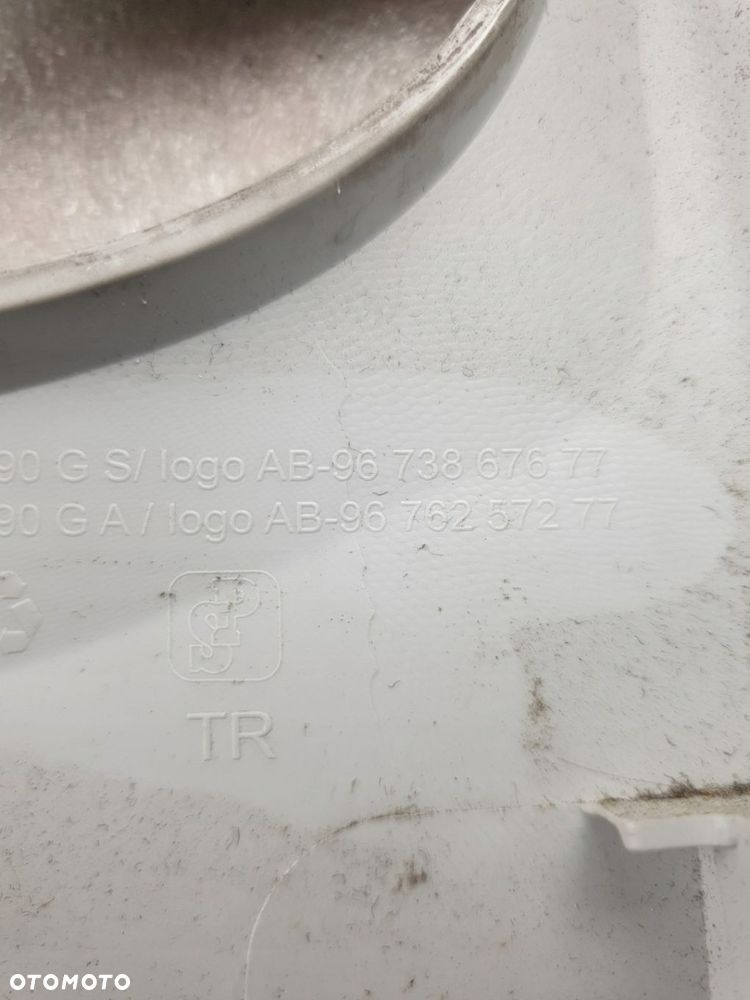 90 G S/ logo AB-96 738 676 77
90 G A / logo AB-96 762 572 77
TR
OTOMOTO